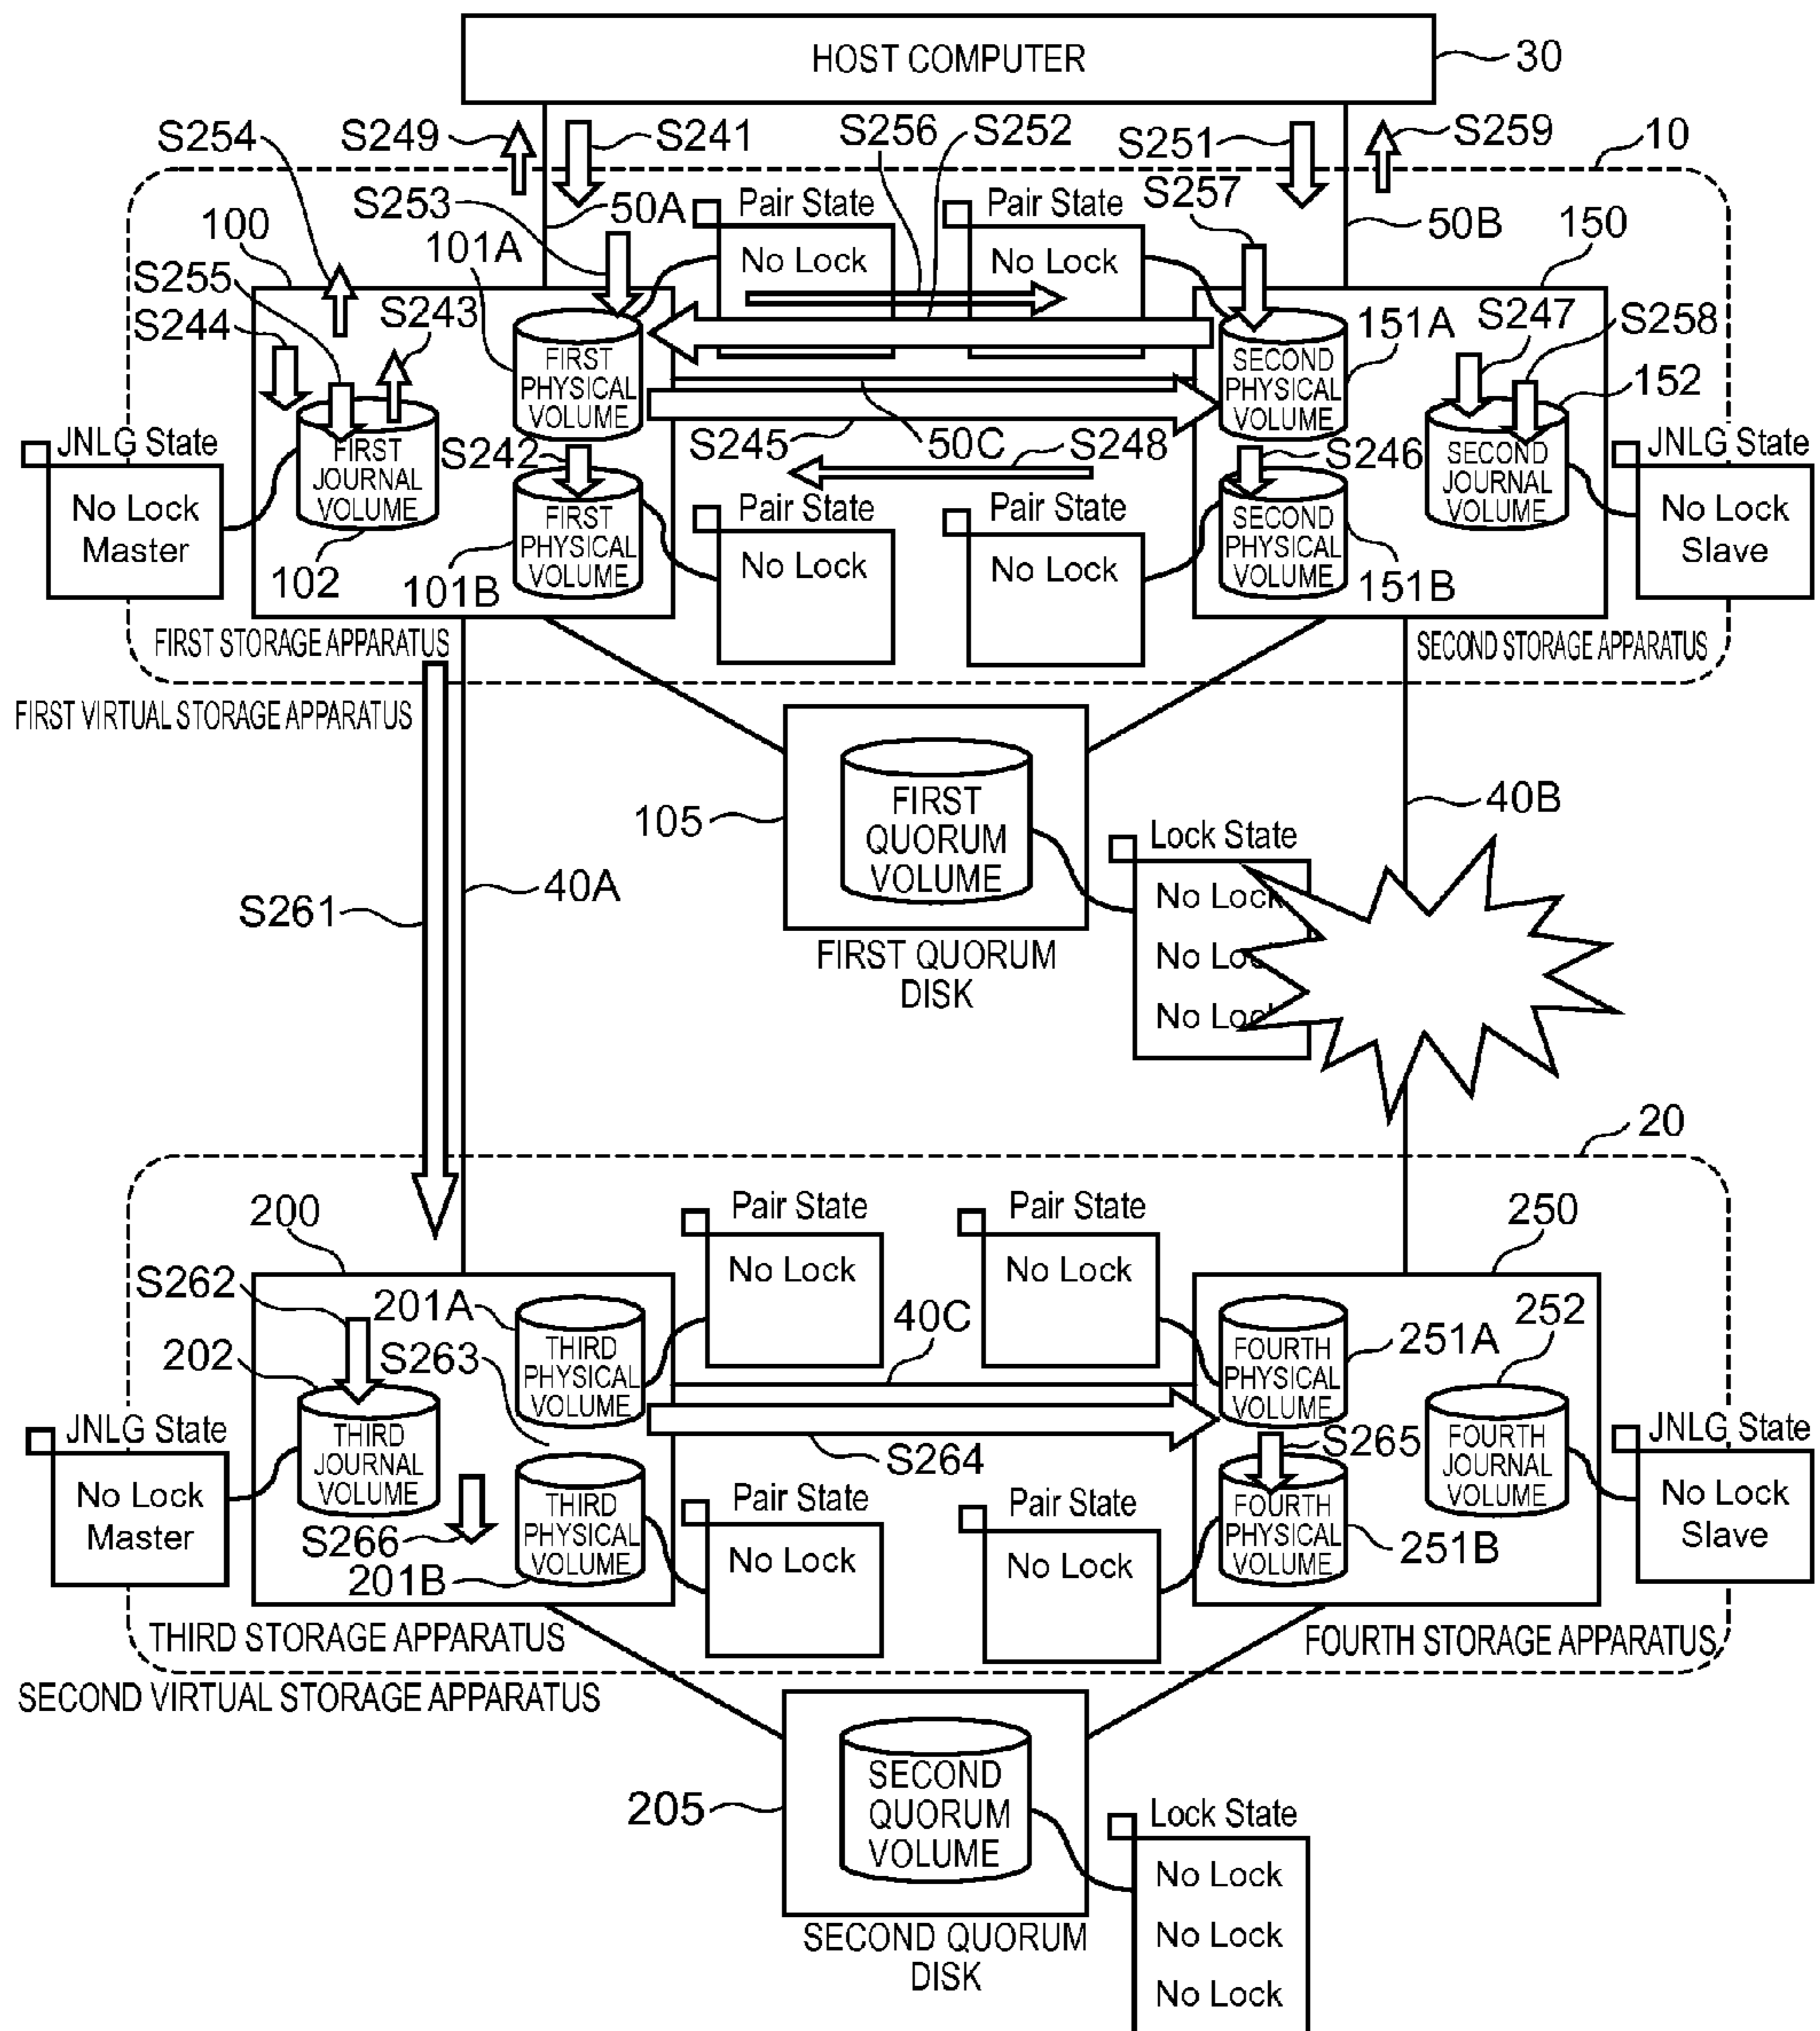 HOST COMPUTER
30
S254
S249
S241
S256
S252
S251
S259
10
S253
50A
Pair State
Pair State
S257
50B
100
101A
No Lock
No Lock
150
S255
S244
S243
151A
S247
S258
152
FIRST
PHYSICAL
VOLUME
SECOND
PHYSICAL
VOLUME
JNLG State
No Lock
Master
FIRST
JOURNAL
VOLUME
102
S242
S245
50C
S248
S246
SECOND
JOURNAL
VOLUME
JNLG State
No Lock
Slave
Pair State
Pair State
FIRST
PHYSICAL
VOLUME
No Lock
No Lock
SECOND
PHYSICAL
VOLUME
101B
151B
FIRST STORAGE APPARATUS
SECOND STORAGE APPARATUS
FIRST VIRTUAL STORAGE APPARATUS
105
FIRST
QUORUM
VOLUME
40B
Lock State
No Lock
No Loc
No Loc
S261
40A
FIRST QUORUM
DISK
20
200
Pair State
Pair State
250
S262
201A
No Lock
No Lock
40C
251A
252
202
S263
THIRD
PHYSICAL
VOLUME
FOURTH
PHYSICAL
VOLUME
JNLG State
No Lock
Master
THIRD
JOURNAL
VOLUME
S264
S265
FOURTH
JOURNAL
VOLUME
JNLG State
No Lock
Slave
Pair State
Pair State
S266
THIRD
PHYSICAL
VOLUME
No Lock
No Lock
FOURTH
PHYSICAL
VOLUME
201B
251B
THIRD STORAGE APPARATUS
FOURTH STORAGE APPARATUS
SECOND VIRTUAL STORAGE APPARATUS
205
SECOND
QUORUM
VOLUME
Lock State
No Lock
No Lock
No Lock
SECOND QUORUM
DISK